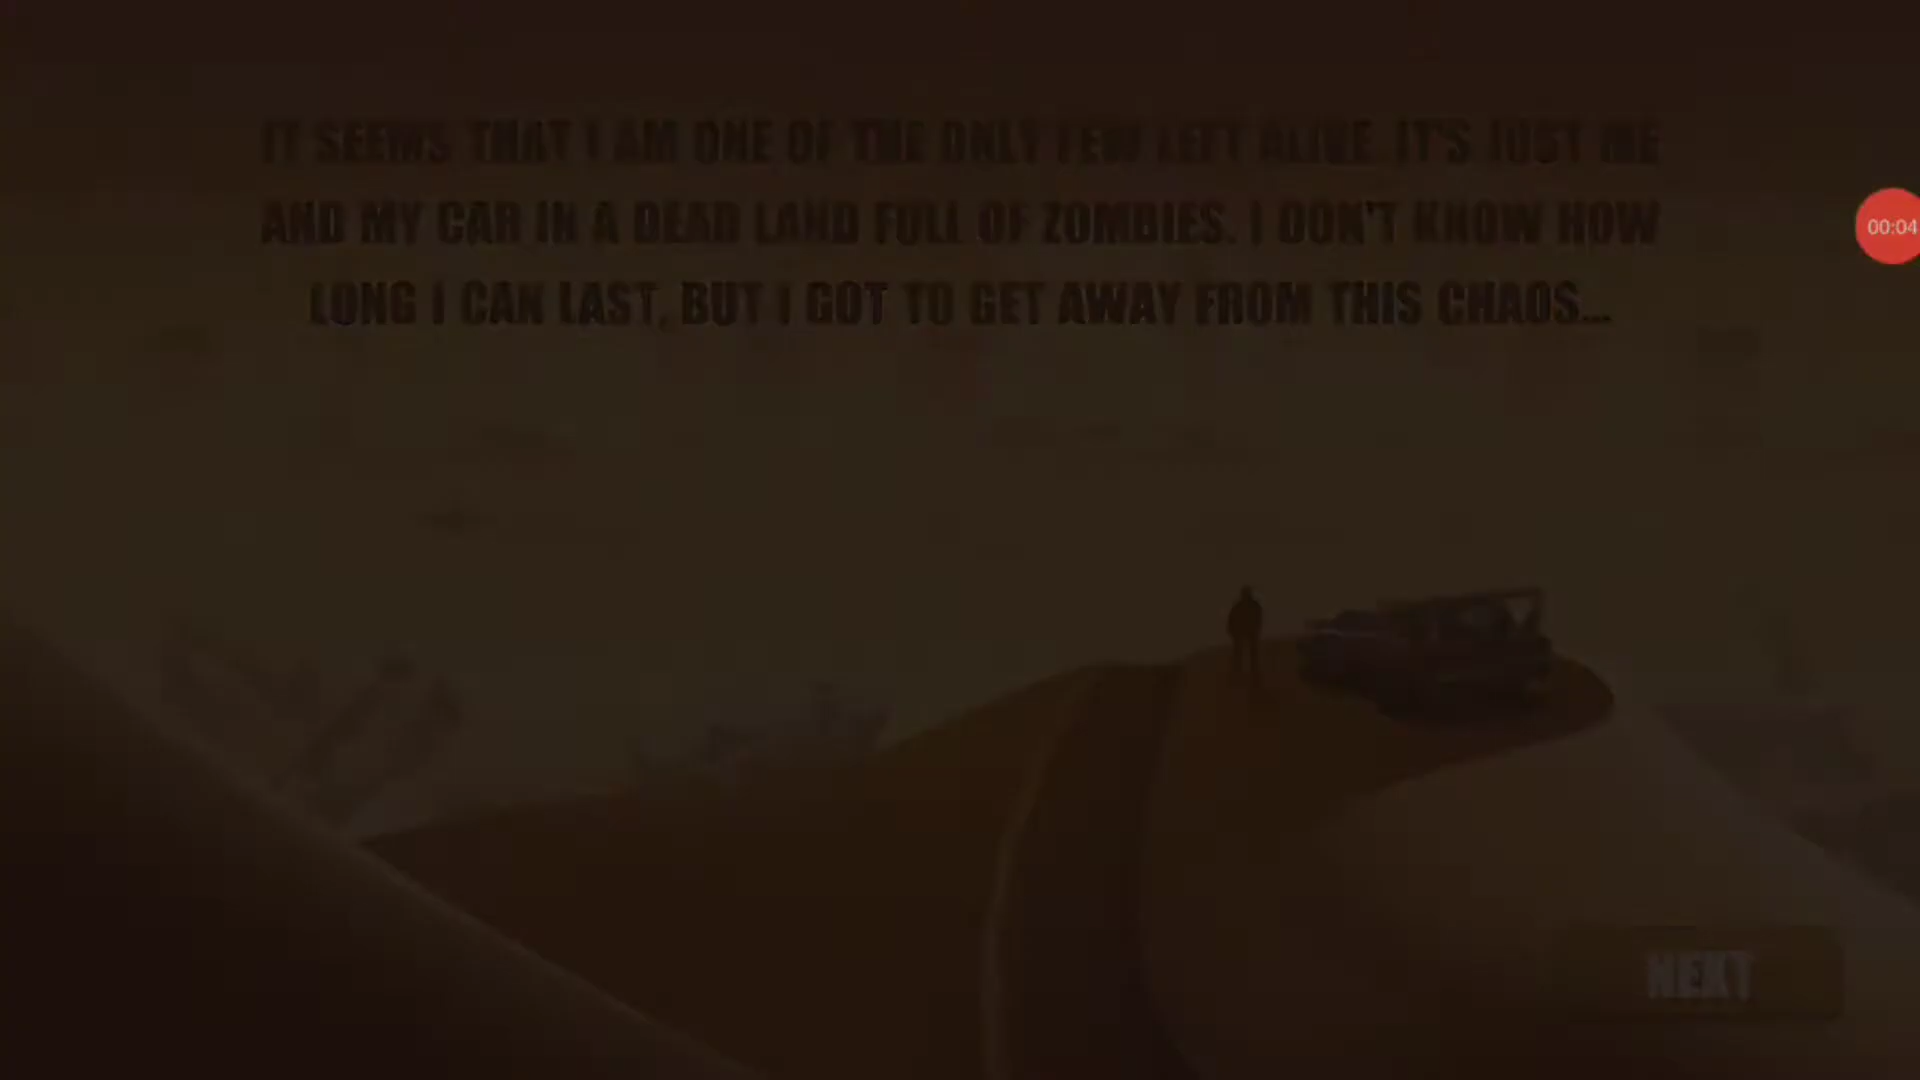 IT SEEMS THAT I AM ONE OF THE ONLY FEW LEFT ALIVE. IT'S JUST ME
AND MY CAR IN A DEAD LAND FULL OF ZOMBIES. I DON'T KNOW HOW
LONG I CAN LAST, BUT I GOT TO GET AWAY FROM THIS CHAOS...
00:04
NEXT